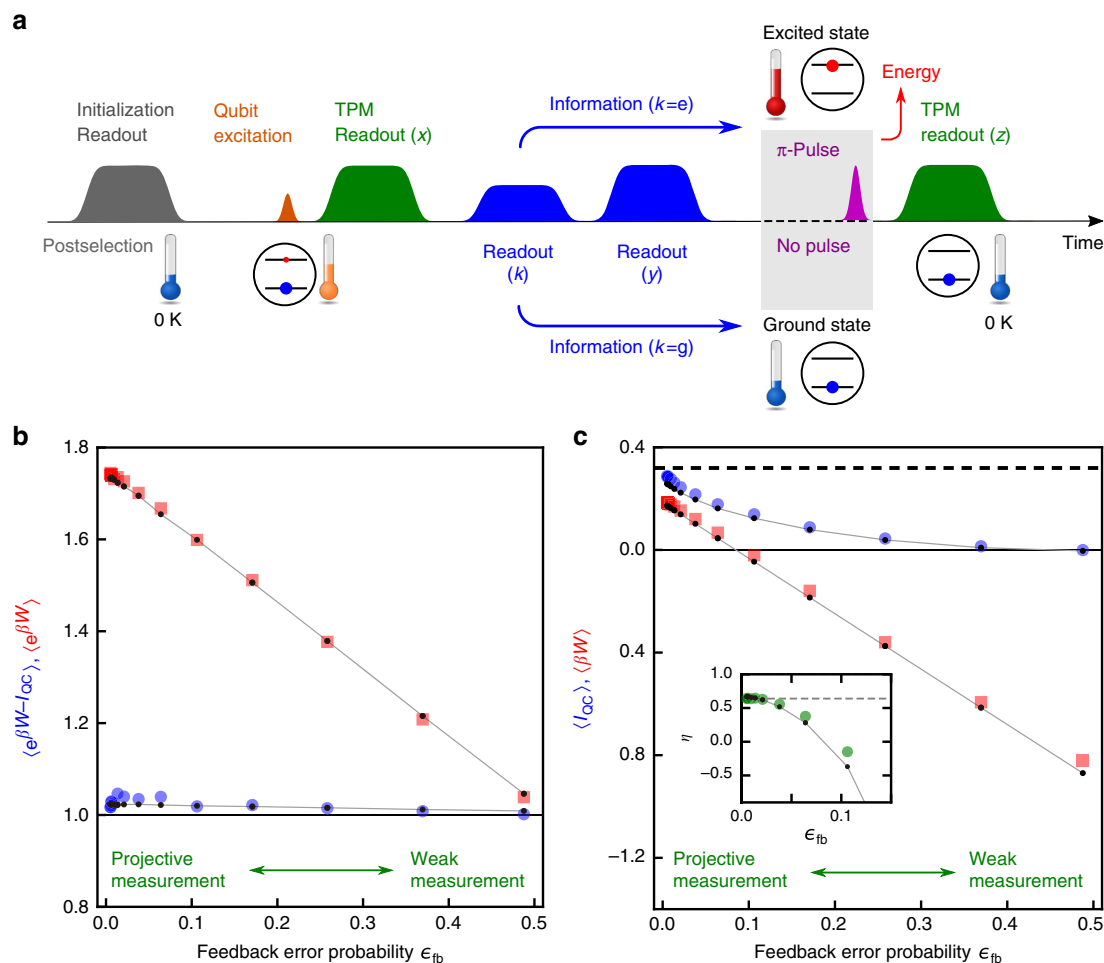 a
Excited state
Energy
Initialization
Readout
Qubit
excitation
TPM
Readout (x)
Information (k=e)
π-Pulse
TPM
readout (z)
Postselection
0 K
Readout
(k)
Readout
(y)
No pulse
Time
0 K
Information (k=g)
Ground state
b
⟨e^βW–I_QC⟩, ⟨e^βW⟩
1.8
1.6
1.4
1.2
1.0
0.8
Projective
measurement
Weak
measurement
0.0
0.1
0.2
0.3
0.4
0.5
Feedback error probability ϵ_fb
c
⟨I_QC⟩, ⟨βW⟩
0.4
0.0
0.4
0.8
−1.2
η
1.0
0.5
0.0
−0.5
0.0
0.1
ϵ_fb
Projective
measurement
Weak
measurement
0.0
0.1
0.2
0.3
0.4
0.5
Feedback error probability ϵ_fb